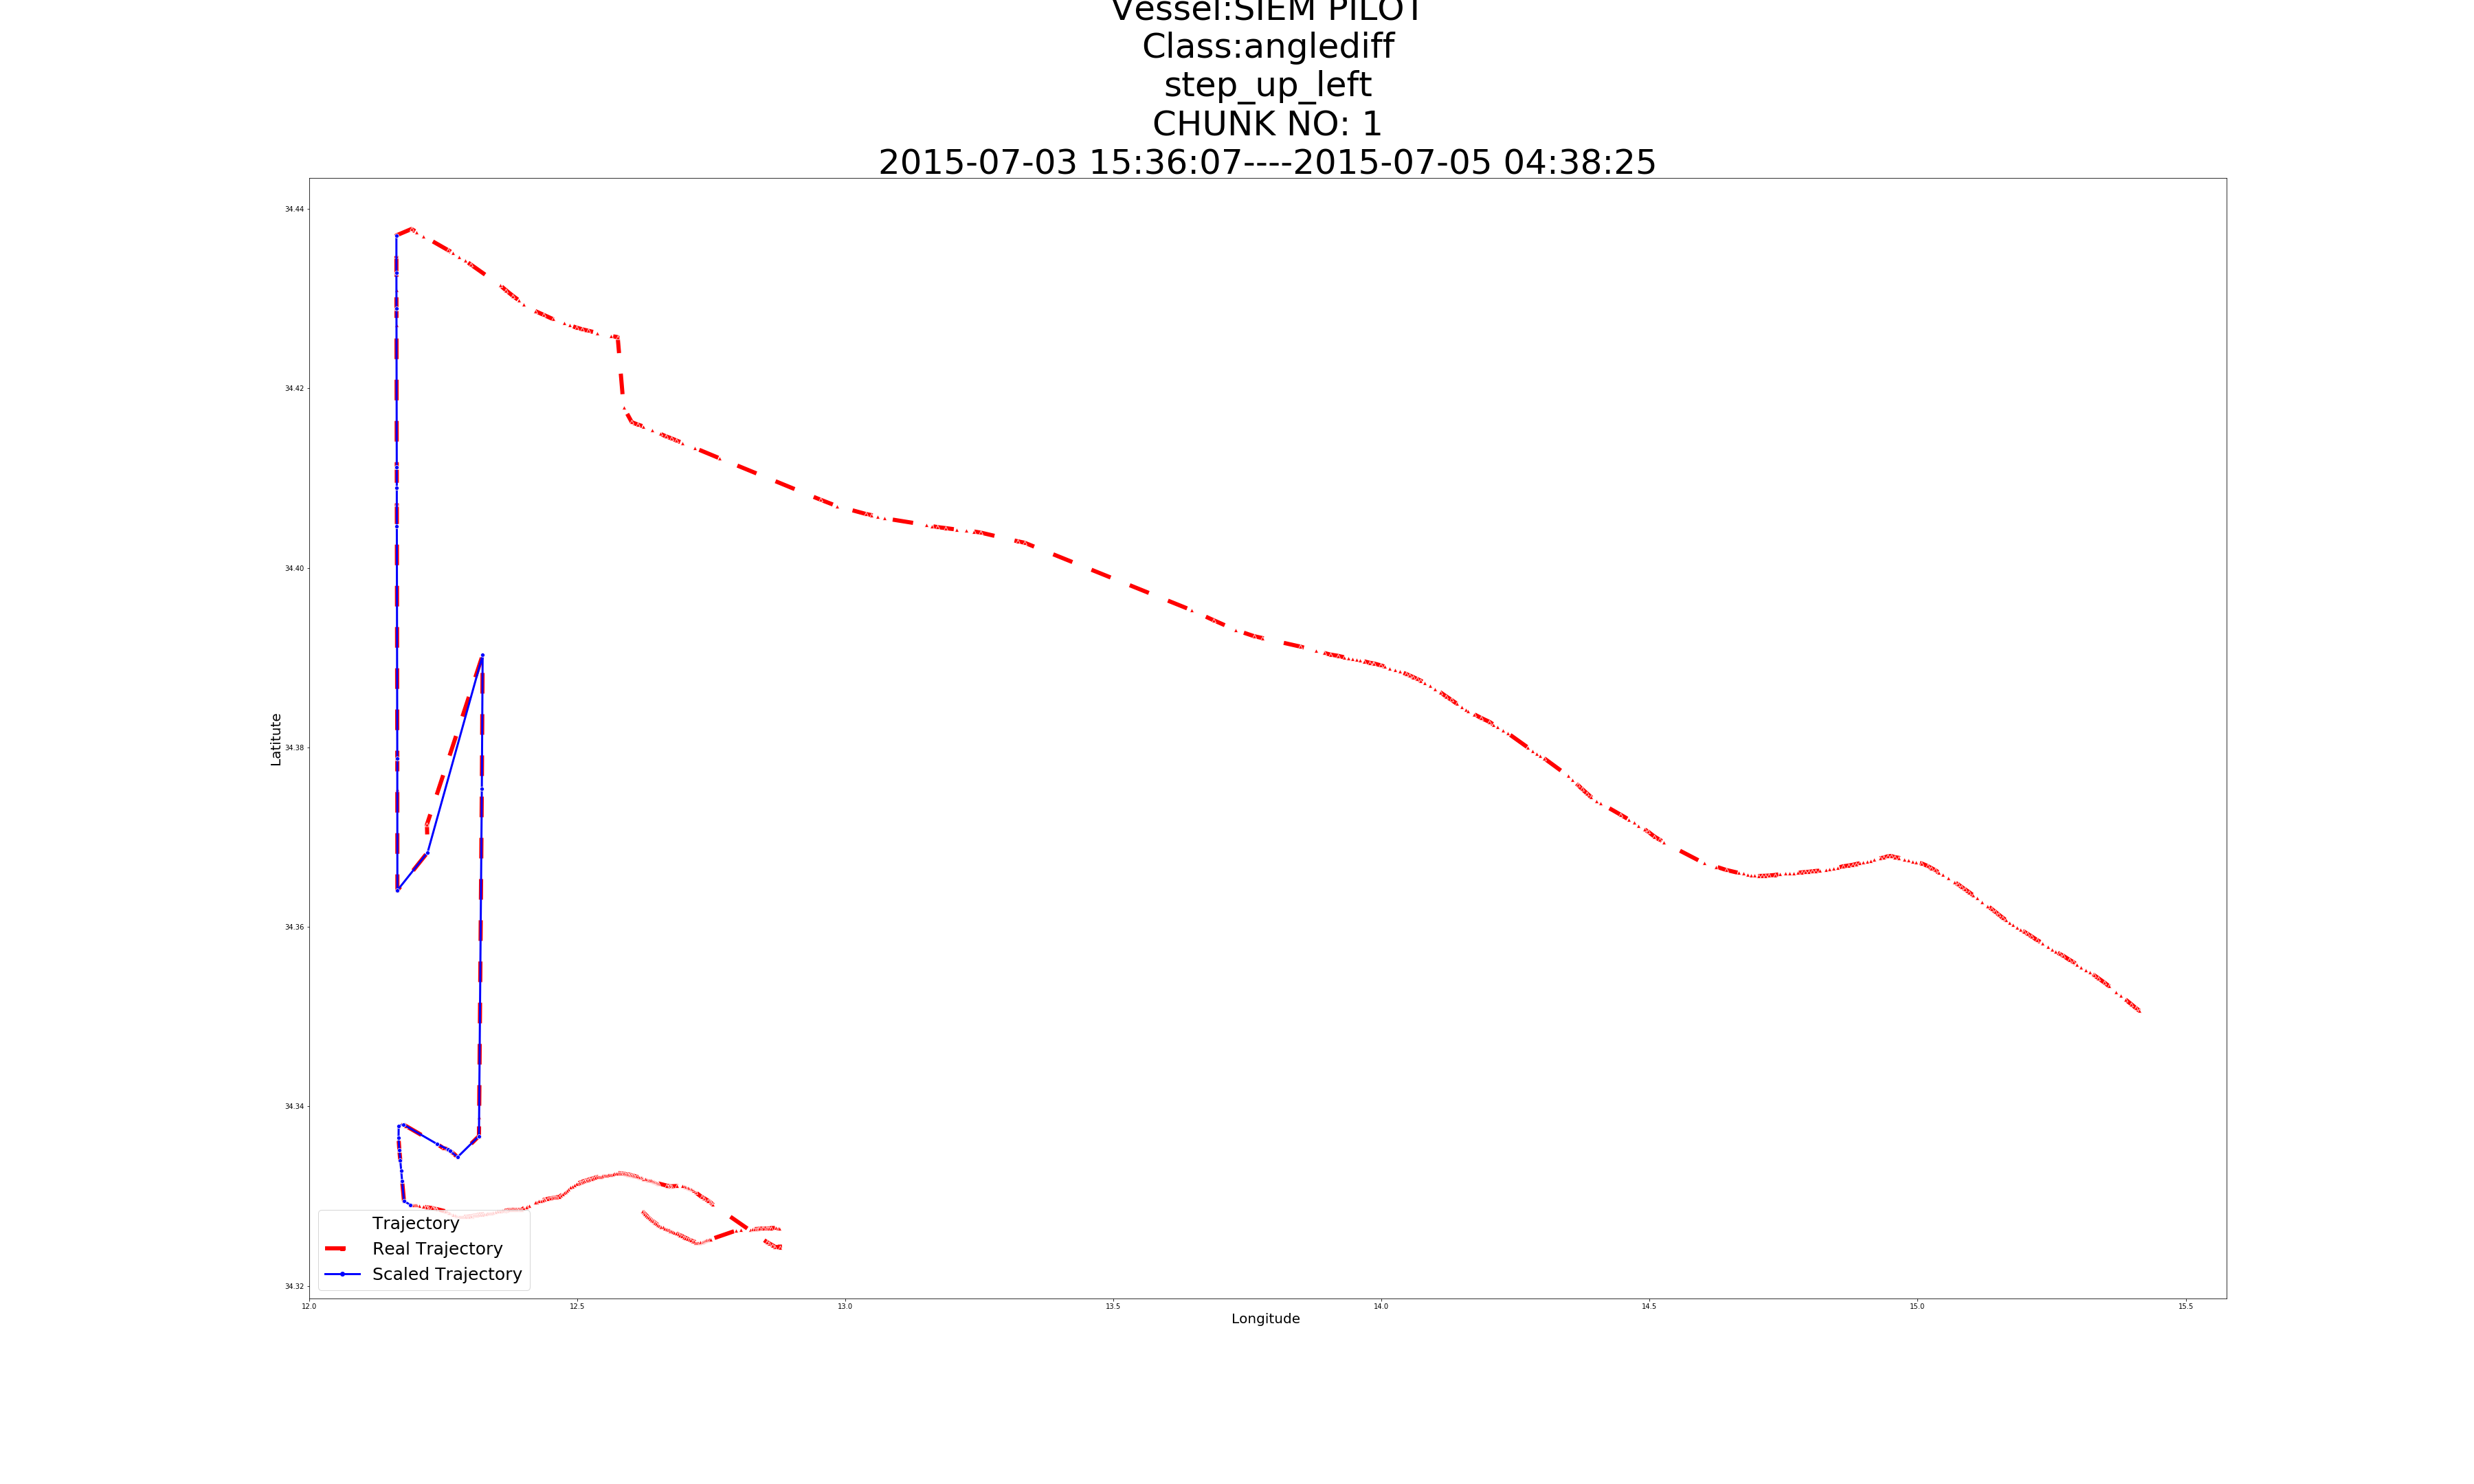 Vessel:SIEM PILOT
Class:anglediff
step_up_left
CHUNK NO: 1
2015-07-03 15:36:07----2015-07-05 04:38:25
34.44
34.42
34.40
34.38
34.36
34.34
34.32
Latitute
Trajectory
Real Trajectory
Scaled Trajectory
12.0
12.5
13.0
13.5
14.0
14.5
15.0
15.5
Longitude